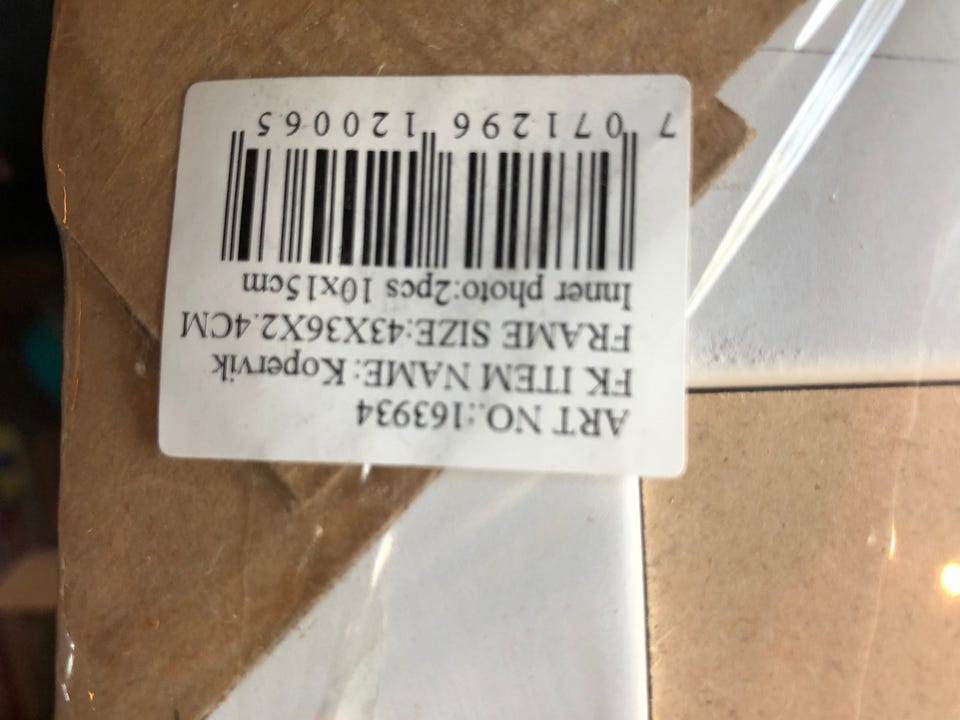 ART NO.:163934
FK ITEM NAME: Kopervik
FRAME SIZE:43X36X2.4CM
Inner photo:2pcs 10x15cm
7 071296 120065